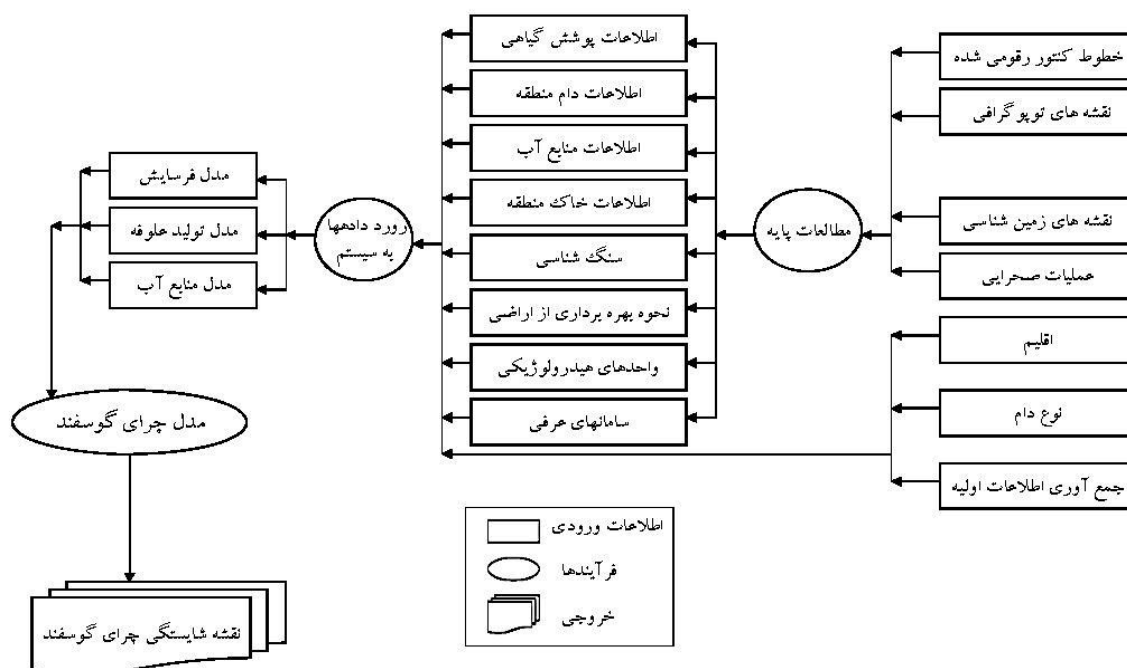 خطوط کنتور رقومی شده
نقشه های توپوگرافی
نقشه های زمین شناسی
عملیات صحرایی
اقلیم
نوع دام
جمع آوری اطلاعات اولیه
مطالعات پایه
اطلاعات پوشش گیاهی
اطلاعات دام منطقه
اطلاعات منابع آب
اطلاعات خاک منطقه
سنگ شناسی
نحوه بهره برداری از اراضی
واحدهای هیدرولوژیکی
سامانهای عرفی
رورد دادهها
به سیستم
مدل فرسایش
مدل تولید علوفه
مدل منابع آب
مدل چرای گوسفند
نقشه شایستگی چرای گوسفند
اطلاعات ورودی
فرآیندها
خروجی